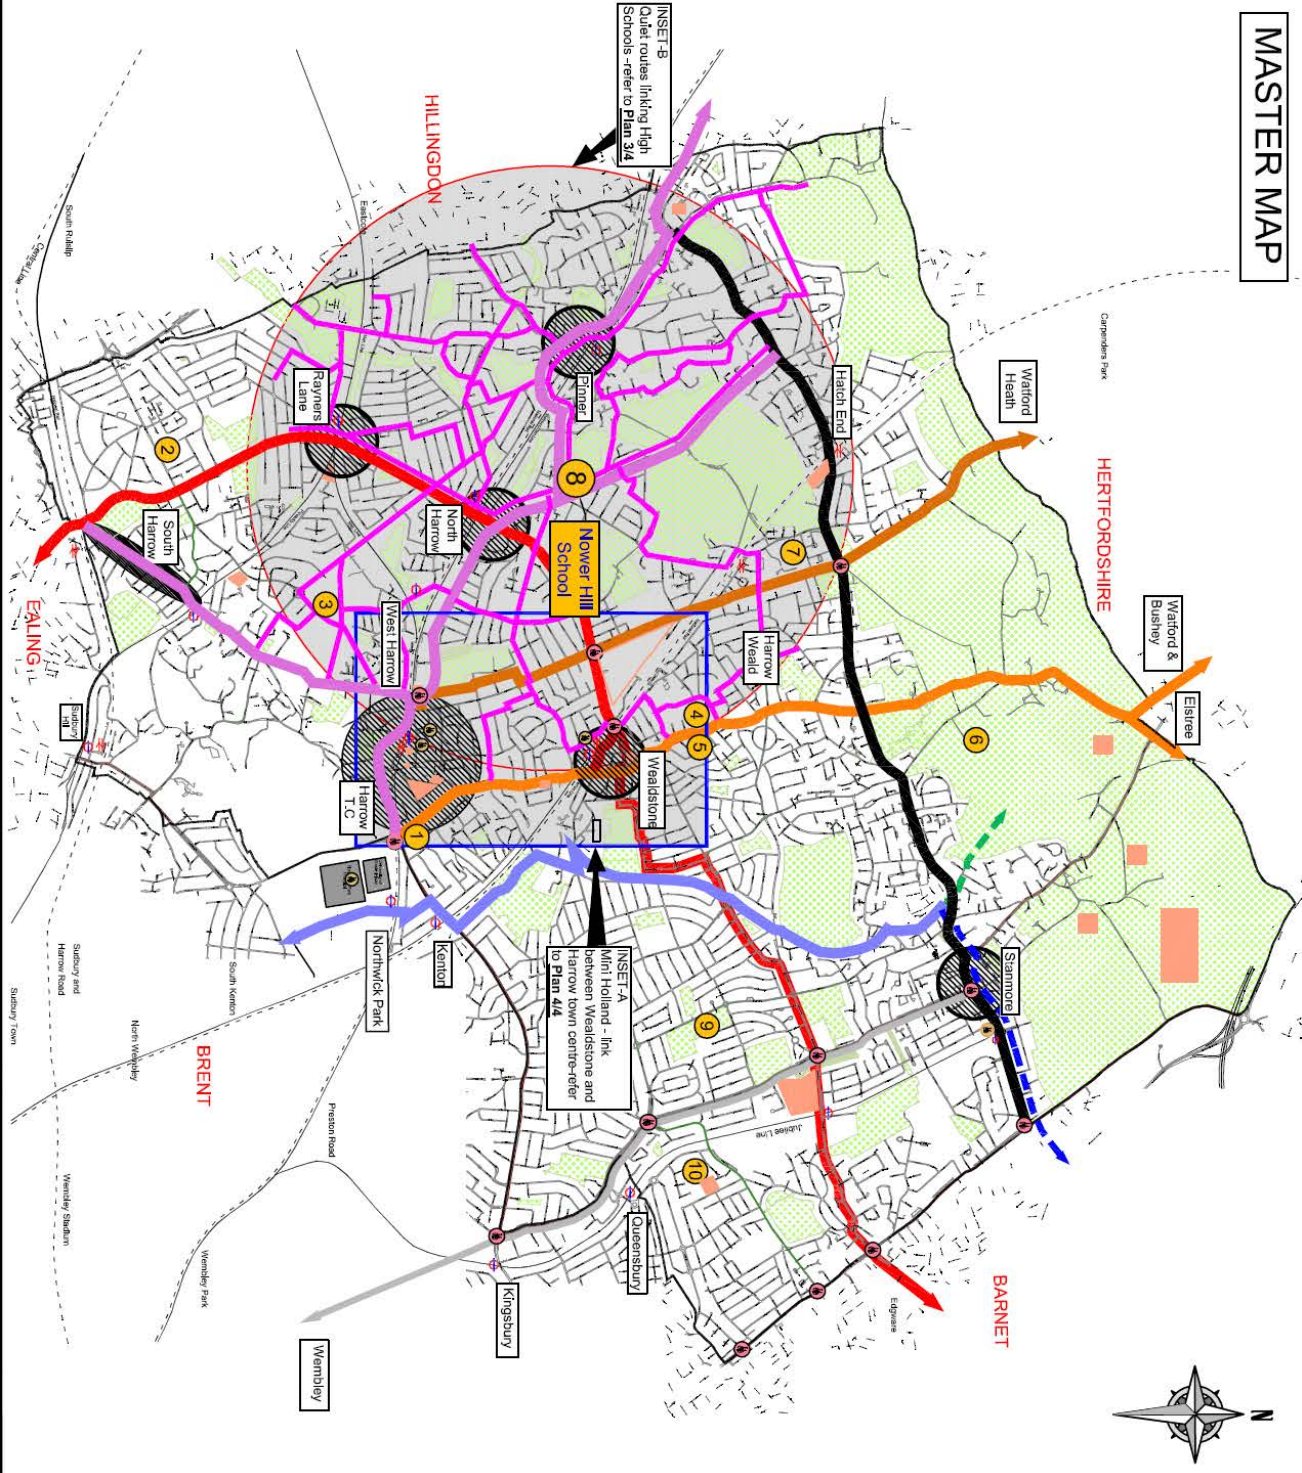 MASTER MAP
N
INSET-B
Quiet routes linking High
Schools -refer to Plan 3/4
HILLINGDON
HERTFORDSHIRE
Carpenders Park
Watford
Heath
Watford &
Bushey
Elstree
Hatch End
Pinner
Rayners
Lane
North
Harrow
South
Harrow
West Harrow
Harrow
Weald
Wealdstone
Harrow
T.C
Nower Hill
School
Stanmore
Kenton
Northwick Park
Queensbury
Kingsbury
Wembley
INSET-A
Mini Holland - link
between Wealdstone and
Harrow town centre-refer
to Plan 4/4
EALING
BRENT
BARNET
Edgware
Jubilee Line
South Ruislip
Central Line
Sudbury
Hill
Sudbury and
Harrow Road
Sudbury Town
South Kenton
North Wembley
Preston Road
Wembley Stadium
Wembley Park
1
2
3
4
5
6
7
8
9
10